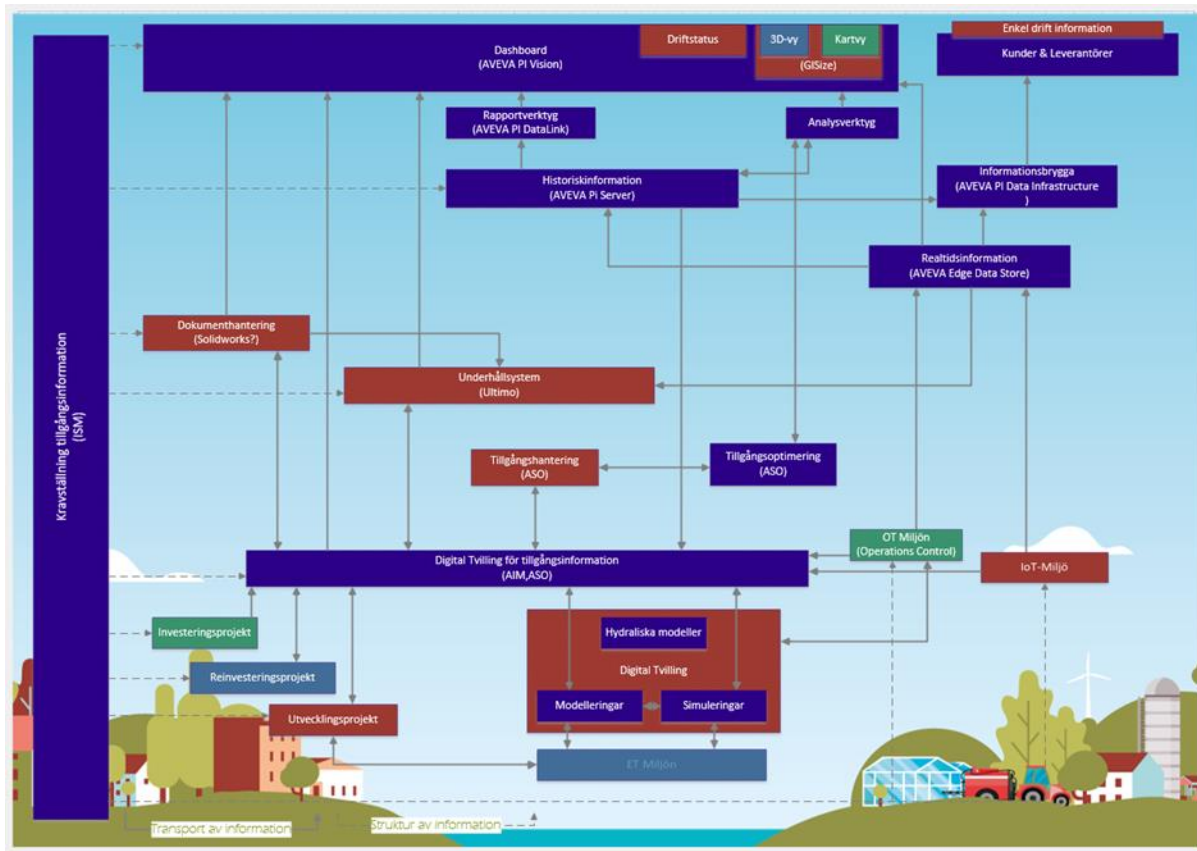 Kravställning tillgångsinformation
(ISM)
Dashboard
(AVEVA PI Vision)
Driftstatus
3D-vy
Kartvy
(GISize)
Enkel drift information
Kunder & Leverantörer
Rapportverktyg
(AVEVA PI DataLink)
Analysverktyg
Historiskinformation
(AVEVA Pi Server)
Informationsbrygga
(AVEVA PI Data Infrastructure
)
Realtidsinformation
(AVEVA Edge Data Store)
Dokumenthantering
(Solidworks?)
Underhållsystem
(Ultimo)
Tillgångshantering
(ASO)
Tillgångsoptimering
(ASO)
OT Miljön
(Operations Control)
Digital Tvilling för tillgångsinformation
(AIM,ASO)
IoT-Miljö
Investeringsprojekt
Hydraliska modeller
Digital Tvilling
Reinvesteringsprojekt
Modelleringar
Simuleringar
Utvecklingsprojekt
ET Miljön
Transport av information
Struktur av information